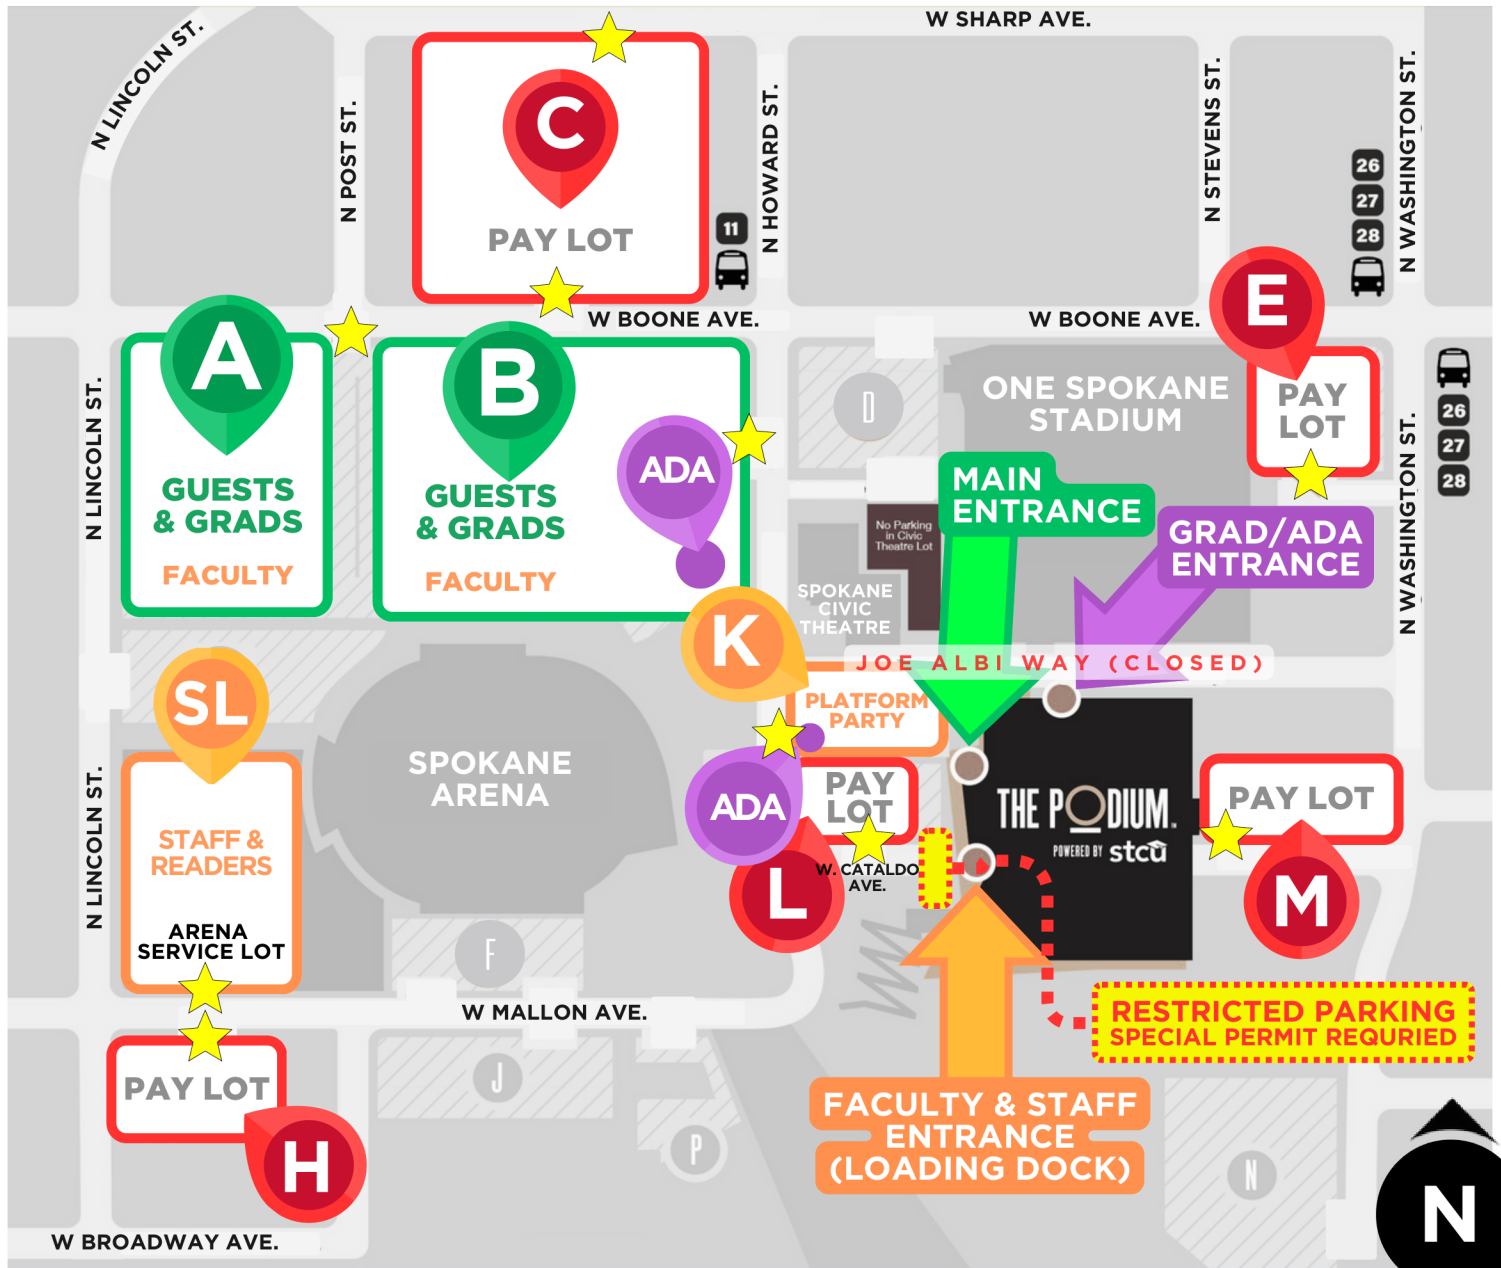 W SHARP AVE.
N LINCOLN ST.
N POST ST.
C
PAY LOT
11
N HOWARD ST.
N STEVENS ST.
N WASHINGTON ST.
26
27
28
W BOONE AVE.
W BOONE AVE.
A
GUESTS
& GRADS
FACULTY
B
GUESTS
& GRADS
FACULTY
ADA
D
ONE SPOKANE
STADIUM
E
PAY
LOT
26
27
28
N LINCOLN ST.
N WASHINGTON ST.
MAIN
ENTRANCE
GRAD/ADA
ENTRANCE
No Parking
in Civic
Theatre Lot
SPOKANE
CIVIC
THEATRE
K
JOE ALBI WAY (CLOSED)
PLATFORM
PARTY
SL
STAFF &
READERS
ARENA
SERVICE LOT
N LINCOLN ST.
SPOKANE
ARENA
ADA
PAY
LOT
L
W. CATALDO
AVE.
THE PODIUM.
POWERED BY stcu
PAY LOT
M
F
W MALLON AVE.
RESTRICTED PARKING
SPECIAL PERMIT REQURIED
PAY LOT
H
J
P
FACULTY & STAFF
ENTRANCE
(LOADING DOCK)
N
N
W BROADWAY AVE.